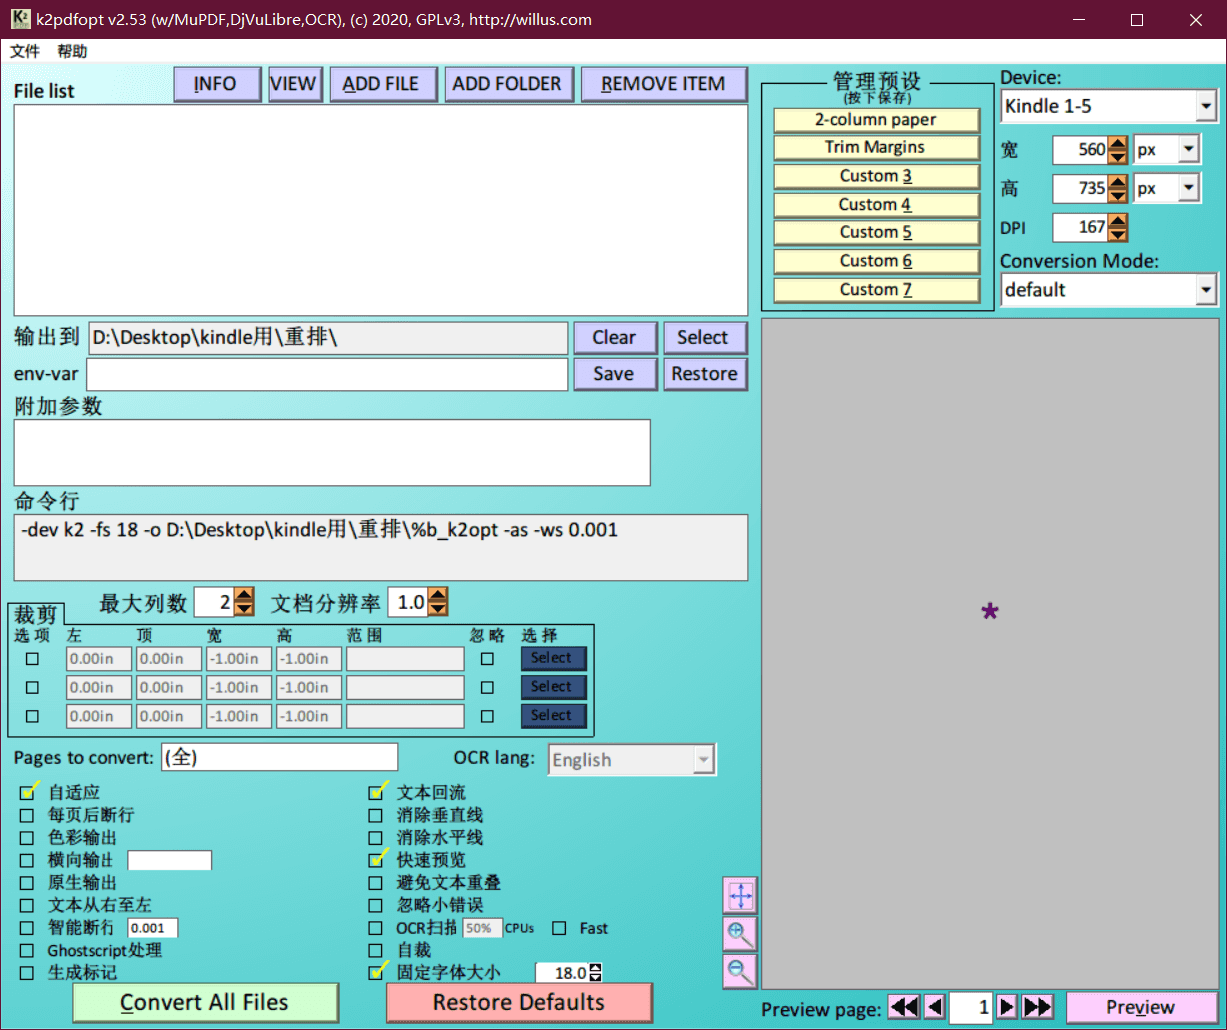 k2pdfopt v2.53 (w/MuPDF,DjVuLibre,OCR), (c) 2020, GPLv3, http://willus.com
文件 帮助
File list
INFO VIEW ADD FILE ADD FOLDER REMOVE ITEM
管理预设
(按下保存)
2-column paper
Trim Margins
Custom 3
Custom 4
Custom 5
Custom 6
Custom 7
Device:
Kindle 1-5
宽 560 px
高 735 px
DPI 167
Conversion Mode:
default
输出到 D:\Desktop\kindle用\重排\ Clear Select
env-var Save Restore
附加参数
命令行
-dev k2 -fs 18 -o D:\Desktop\kindle用\重排\%b_k2opt -as -ws 0.001
最大列数 2 文档分辨率 1.0
裁剪
选项 左 顶 宽 高 范围 忽略 选择
0.00in 0.00in -1.00in -1.00in Select
0.00in 0.00in -1.00in -1.00in Select
0.00in 0.00in -1.00in -1.00in Select
Pages to convert: (全) OCR lang: English
自适应 文本回流
每页后断行 消除垂直线
色彩输出 消除水平线
横向输出 快速预览
原生输出 避免文本重叠
文本从右至左 忽略小错误
智能断行 0.001 OCR扫描 50% CPUs Fast
Ghostscript处理 自裁
生成标记 固定字体大小 18.0
Convert All Files Restore Defaults
*
Preview page: 1 Preview